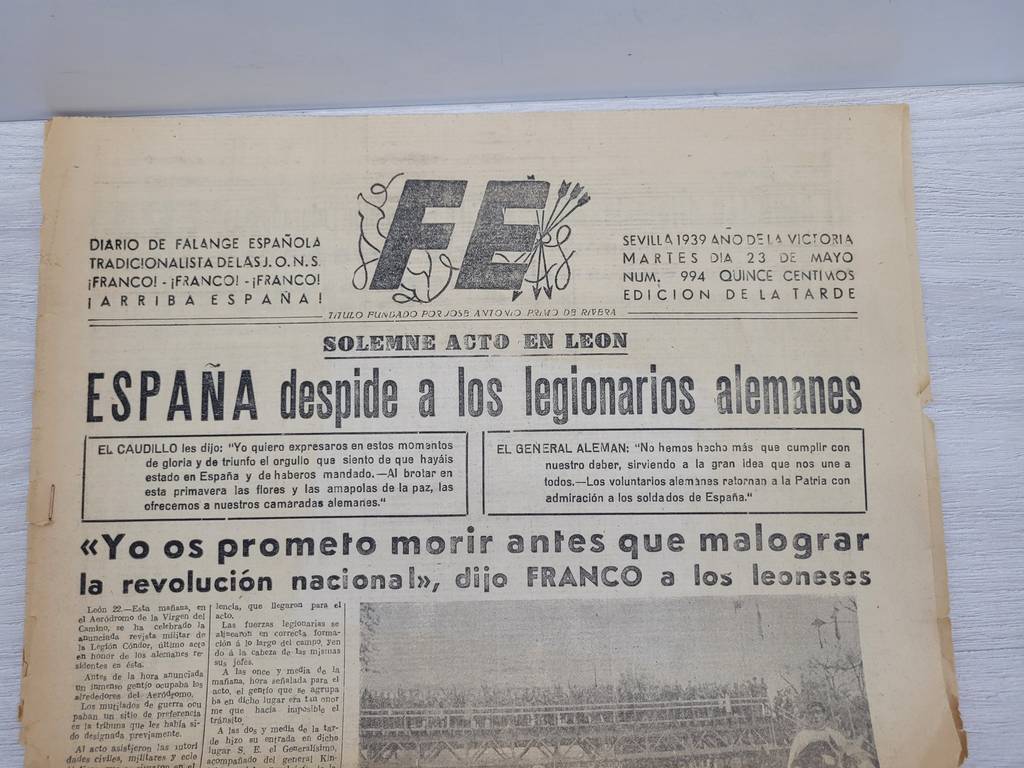 DIARIO DE FALANGE ESPAÑOLA
TRADICIONALISTA DE LAS J. O. N. S.
¡FRANCO! - ¡FRANCO! - ¡FRANCO!
¡ARRIBA ESPAÑA!
FE
SEVILLA 1939 AÑO DE LA VICTORIA
MARTES DIA 23 DE MAYO
NUM. 994 QUINCE CENTIMOS
EDICION DE LA TARDE
TITULO FUNDADO POR JOSE ANTONIO PRIMO DE RIVERA
SOLEMNE ACTO EN LEON
ESPAÑA despide a los legionarios alemanes
EL CAUDILLO les dijo: "Yo quiero expresaros en estos momentos
de gloria y de triunfo el orgullo que siento de que hayáis
estado en España y de haberos mandado.—Al brotar en
esta primavera las flores y las amapolas de la paz, las
ofrecemos a nuestros camaradas alemanes."
EL GENERAL ALEMAN: "No hemos hecho más que cumplir con
nuestro deber, sirviendo a la gran idea que nos une a
todos.—Los voluntarios alemanes retornan a la Patria con
admiración a los soldados de España."
«Yo os prometo morir antes que malograr
la revolución nacional», dijo FRANCO a los leoneses
León 22.—Esta mañana, en
el Aeródromo de la Virgen del
Camino, se ha celebrado la
anunciada revista militar de
la Legión Cóndor, último acto
en honor de los alemanes re-
sidentes en ésta.
Antes de la hora anunciada
un inmenso gentío ocupaba los
alrededores del Aeródromo.
Los mutilados de guerra ocu
paban un sitio de preferencia
en la tribuna que les había si-
do designada previamente.
Al acto asistieron las autori
dades civiles, militares y ecle
lencia, que llegaron para el
acto.
Las fuerzas legionarias se
alinearon en correcta forma-
ción á lo largo del campo, yen
do á la cabeza de las mismas
sus jefes.
A las once y media de la
mañana, hora señalada para el
acto, el gentío que se agrupa
ba en dicho lugar era tan enor
me que hacía imposible el
tránsito
A las dos y media de la tar-
de hizo su entrada en dicho
lugar S. E. el Generalísimo,
acompañado del general Kin-